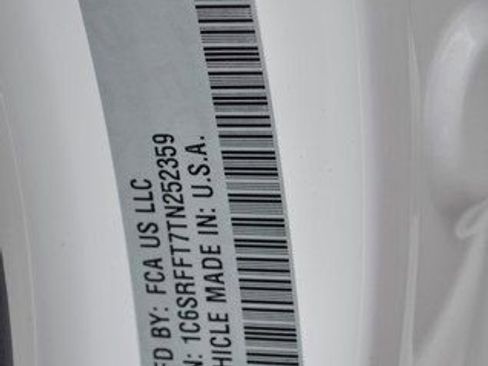 FD BY: FCA US LLC
N: 1C6SRFFT7TN252359
HICLE MADE IN: U.S.A.